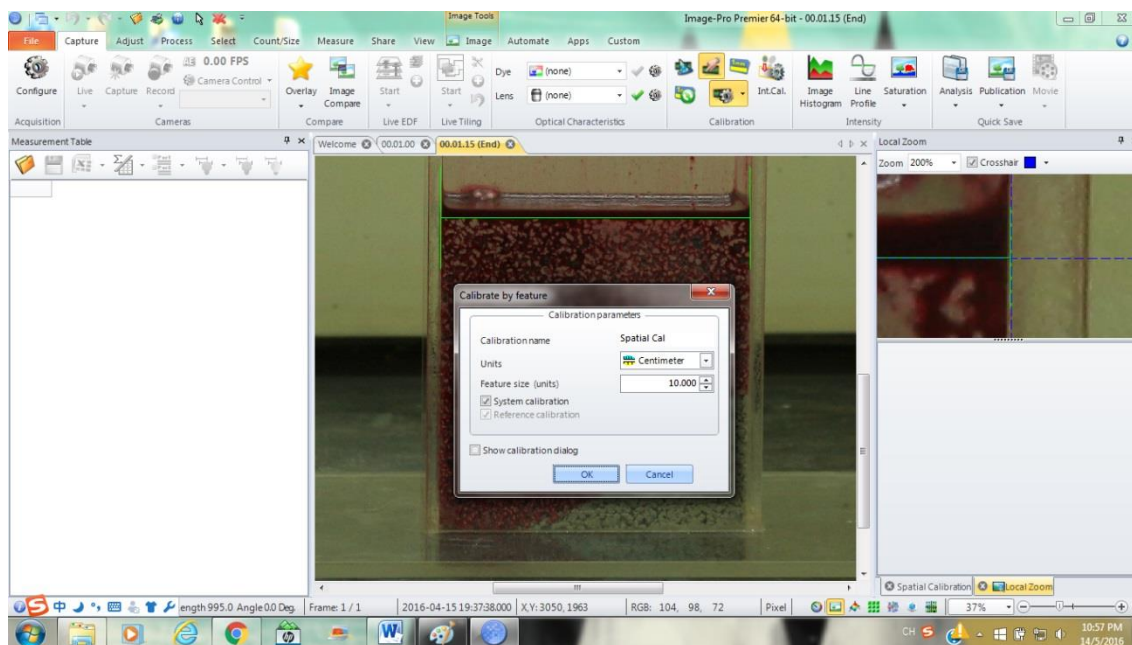 Image Tools
Image-Pro Premier 64-bit - 00.01.15 (End)
File Capture Adjust Process Select Count/Size Measure Share View Image Automate Apps Custom
0.00 FPS
Camera Control
Configure Live Capture Record
Overlay Image Compare
Start
Start
Dye (none)
Lens (none)
Int.Cal.
Image Histogram Line Profile Saturation
Analysis Publication Movie
Acquisition Cameras Compare Live EDF Live Tiling Optical Characteristics Calibration Intensity Quick Save
Measurement Table
Welcome 00.01.00 00.01.15 (End)
Local Zoom
Zoom 200% Crosshair
Calibrate by feature
Calibration parameters
Calibration name Spatial Cal
Units Centimeter
Feature size (units) 10.000
System calibration
Reference calibration
Show calibration dialog
OK Cancel
Spatial Calibration Local Zoom
中 ength 995.0 Angle 0.0 Deg. Frame: 1 / 1 2016-04-15 19:37:38.000 X,Y: 3050, 1963 RGB: 104, 98, 72 Pixel 37%
CH
10:57 PM
14/5/2016